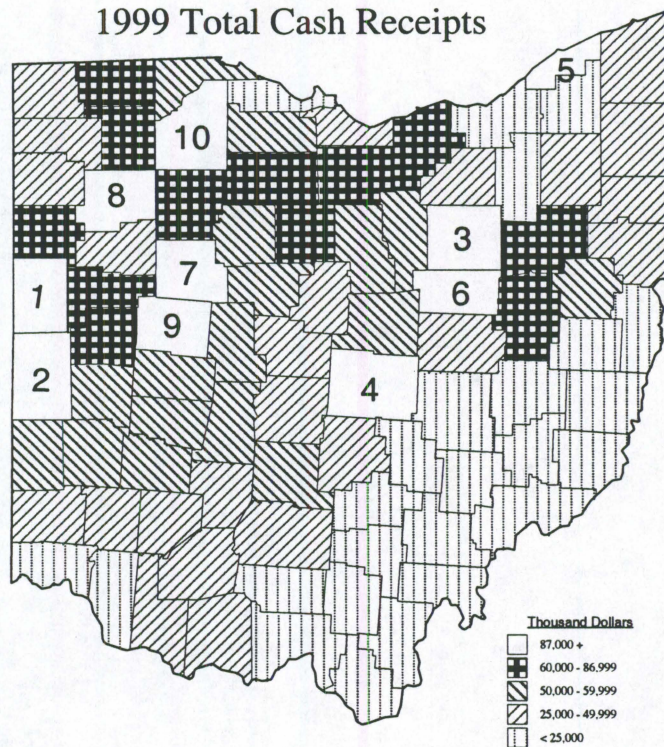 1999 Total Cash Receipts
5
10
8
3
7
1
6
9
2
4
Thousand Dollars
87,000 +
60,000 - 86,999
50,000 - 59,999
25,000 - 49,999
< 25,000